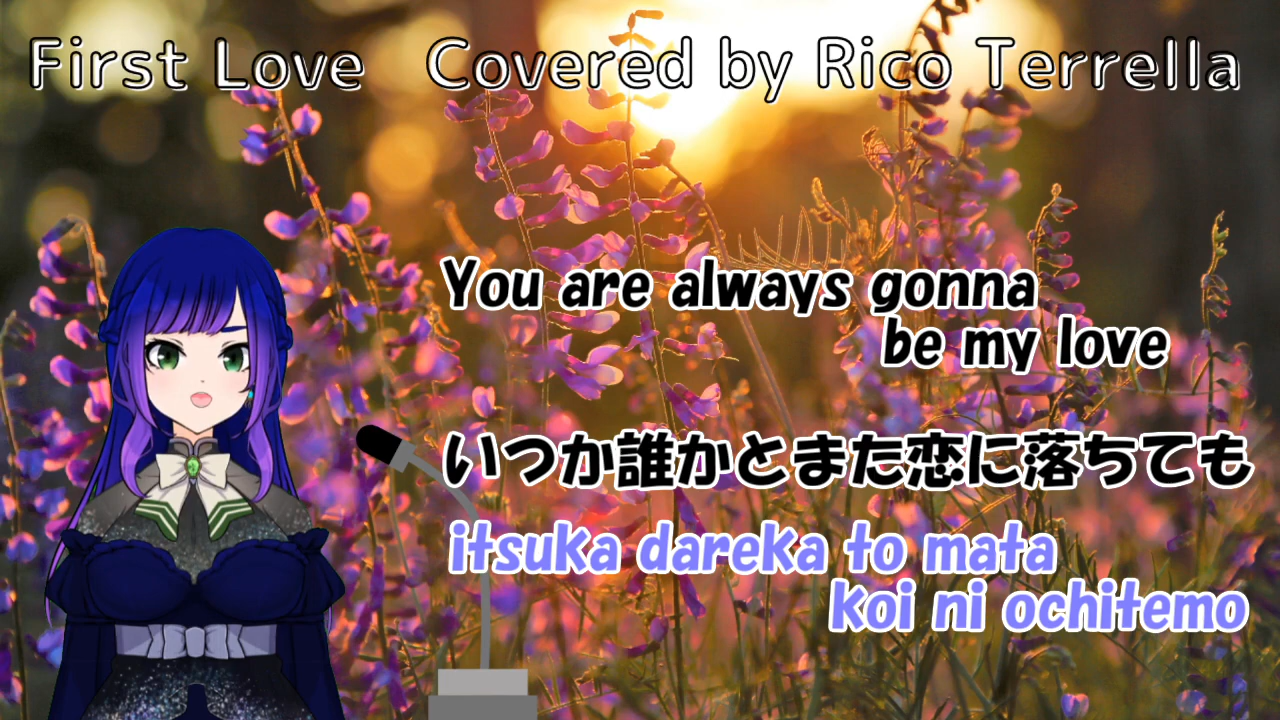 First Love Covered by Rico Terrella
You are always gonna
be my love
いつか誰かとまた恋に落ちても
itsuka dareka to mata
koi ni ochitemo